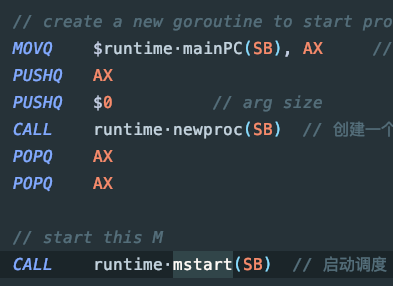 // create a new goroutine to start pro
MOVQ $runtime·mainPC(SB), AX //
PUSHQ AX
PUSHQ $0 // arg size
CALL runtime·newproc(SB) // 创建一个
POPQ AX
POPQ AX
// start this M
CALL runtime·mstart(SB) // 启动调度